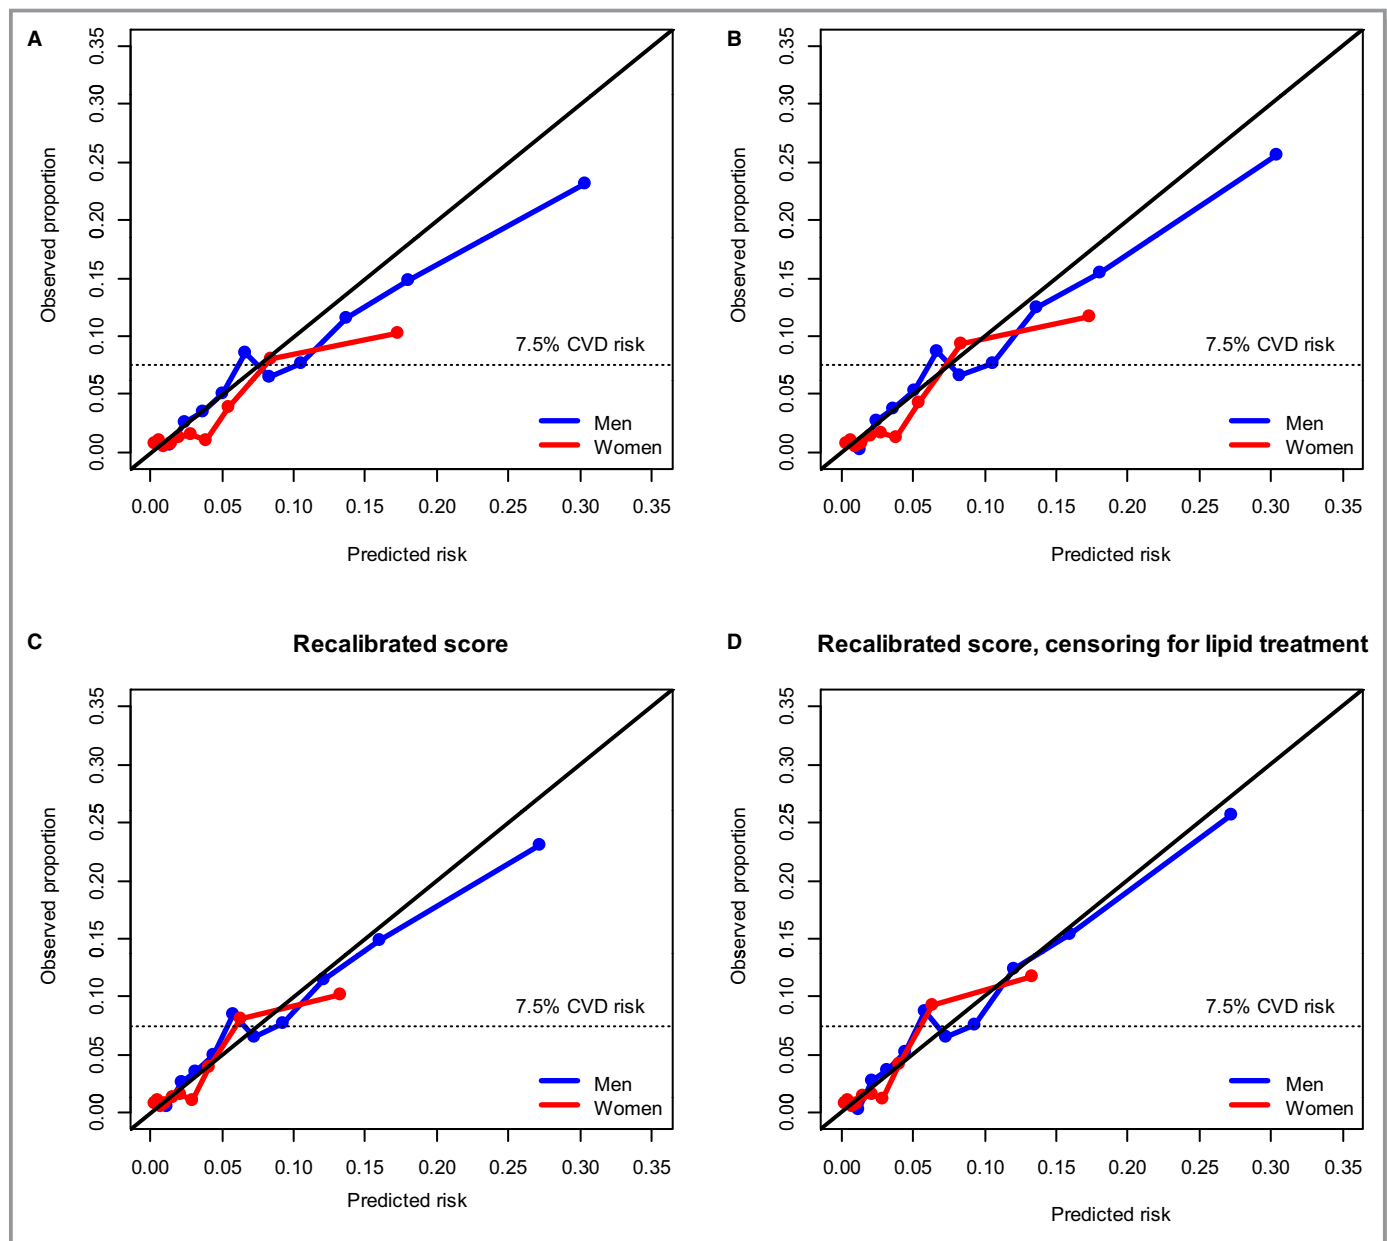 A
0.35
0.30
0.25
0.20
0.15
0.10
0.05
0.00
Observed proportion
7.5% CVD risk
Men
Women
0.00 0.05 0.10 0.15 0.20 0.25 0.30 0.35
Predicted risk
B
0.35
0.30
0.25
0.20
0.15
0.10
0.05
0.00
Observed proportion
7.5% CVD risk
Men
Women
0.00 0.05 0.10 0.15 0.20 0.25 0.30 0.35
Predicted risk
C
Recalibrated score
0.35
0.30
0.25
0.20
0.15
0.10
0.05
0.00
Observed proportion
7.5% CVD risk
Men
Women
0.00 0.05 0.10 0.15 0.20 0.25 0.30 0.35
Predicted risk
D
Recalibrated score, censoring for lipid treatment
0.35
0.30
0.25
0.20
0.15
0.10
0.05
0.00
Observed proportion
7.5% CVD risk
Men
Women
0.00 0.05 0.10 0.15 0.20 0.25 0.30 0.35
Predicted risk